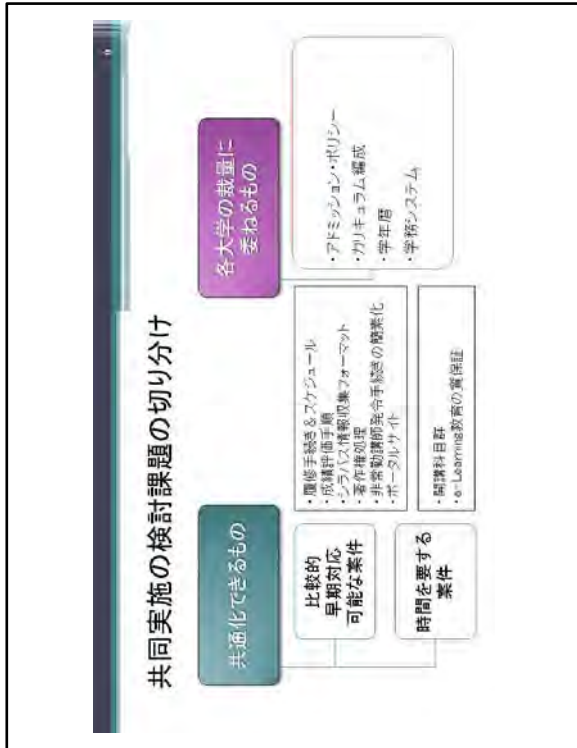 共同実施の検討課題の切り分け
共通化できるもの
比較的
早期対応
可能な案件
・履修手続き＆スケジュール
・成績評価手順
・シラバス情報収集フォーマット
・著作権処理
・非常勤講師発令手続きの簡素化
・ポータルサイト
時間を要する
案件
・開講科目群
・e-Learning教育の質保証
各大学の裁量に
委ねるもの
・アドミッション・ポリシー
・カリキュラム編成
・学年暦
・学務システム